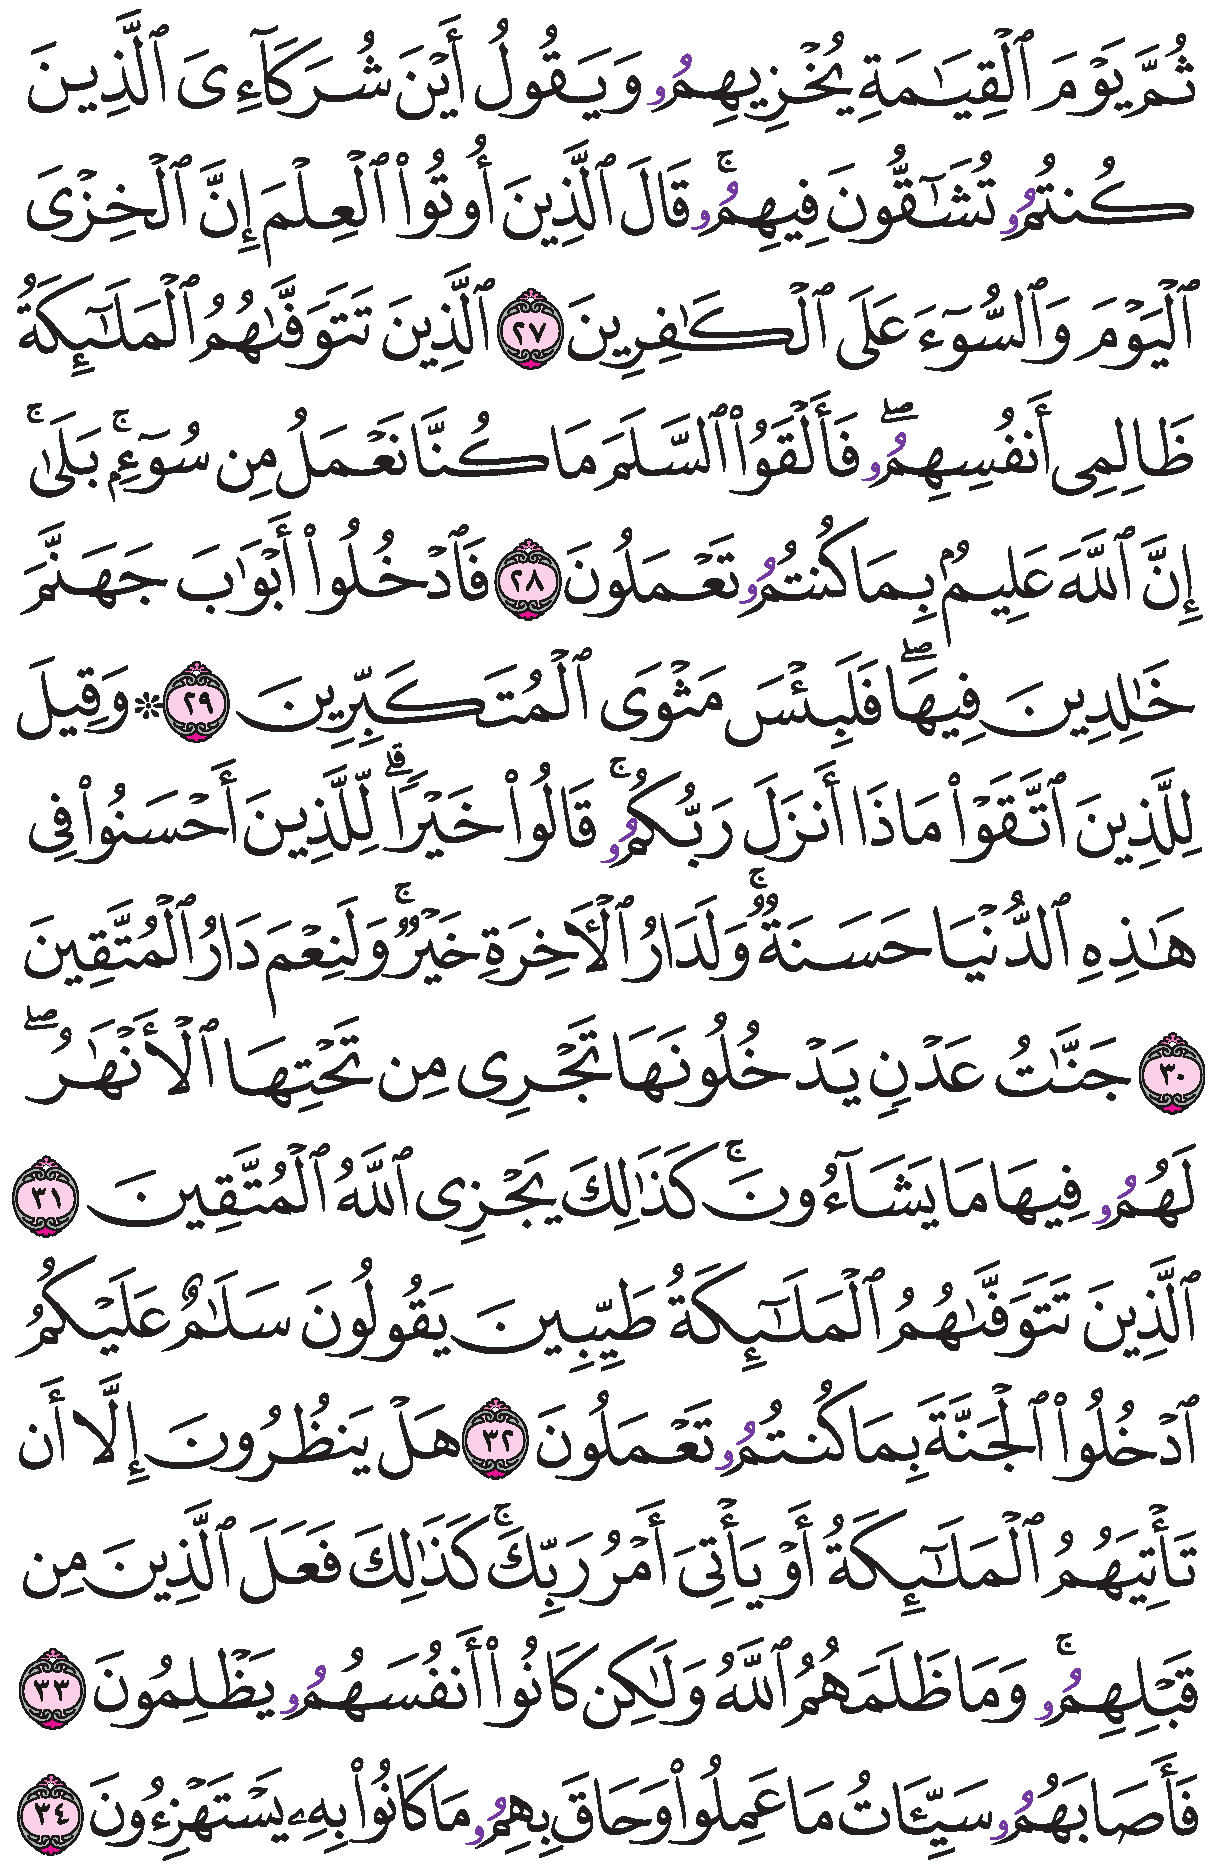 ثُمَّ يَوْمَ ٱلْقِيَٰمَةِ يُخْزِيهِمُۥ وَيَقُولُ أَيْنَ شُرَكَآءِىَ ٱلَّذِينَ
كُنتُمُۥ تُشَٰٓقُّونَ فِيهِمُۥۚ قَالَ ٱلَّذِينَ أُوتُوا۟ ٱلْعِلْمَ إِنَّ ٱلْخِزْىَ
ٱلْيَوْمَ وَٱلسُّوٓءَ عَلَى ٱلْكَٰفِرِينَ ٢٧ ٱلَّذِينَ تَتَوَفَّىٰهُمُ ٱلْمَلَٰٓئِكَةُ
ظَالِمِى أَنفُسِهِمُۥۖ فَأَلْقَوُا۟ ٱلسَّلَمَ مَا كُنَّا نَعْمَلُ مِن سُوٓءٍۭۚ بَلَىٰٓۚ
إِنَّ ٱللَّهَ عَلِيمٌۢ بِمَا كُنتُمُۥ تَعْمَلُونَ ٢٨ فَٱدْخُلُوٓا۟ أَبْوَٰبَ جَهَنَّمَ
خَٰلِدِينَ فِيهَاۖ فَلَبِئْسَ مَثْوَى ٱلْمُتَكَبِّرِينَ ٢٩ ۞ وَقِيلَ
لِلَّذِينَ ٱتَّقَوْا۟ مَاذَا أَنزَلَ رَبُّكُمُۥۚ قَالُوا۟ خَيْرًاۗ لِّلَّذِينَ أَحْسَنُوا۟ فِى
هَٰذِهِ ٱلدُّنْيَا حَسَنَةٌۚ وَلَدَارُ ٱلْأَخِرَةِ خَيْرٌۚ وَلَنِعْمَ دَارُ ٱلْمُتَّقِينَ
٣٠ جَنَّٰتُ عَدْنٍ يَدْخُلُونَهَا تَجْرِى مِن تَحْتِهَا ٱلْأَنْهَٰرُۖ
لَهُمُۥ فِيهَا مَا يَشَآءُونَۚ كَذَٰلِكَ يَجْزِى ٱللَّهُ ٱلْمُتَّقِينَ ٣١
ٱلَّذِينَ تَتَوَفَّىٰهُمُ ٱلْمَلَٰٓئِكَةُ طَيِّبِينَ يَقُولُونَ سَلَٰمٌ عَلَيْكُمُ
ٱدْخُلُوا۟ ٱلْجَنَّةَ بِمَا كُنتُمُۥ تَعْمَلُونَ ٣٢ هَلْ يَنظُرُونَ إِلَّا أَن
تَأْتِيَهُمُ ٱلْمَلَٰٓئِكَةُ أَوْ يَأْتِىَ أَمْرُ رَبِّكَۚ كَذَٰلِكَ فَعَلَ ٱلَّذِينَ مِن
قَبْلِهِمُۥۚ وَمَا ظَلَمَهُمُ ٱللَّهُ وَلَٰكِن كَانُوا۟ أَنفُسَهُمُۥ يَظْلِمُونَ ٣٣
فَأَصَابَهُمُۥ سَيِّـَٔاتُ مَا عَمِلُوا۟ وَحَاقَ بِهِمُۥ مَا كَانُوا۟ بِهِۦ يَسْتَهْزِءُونَ ٣٤